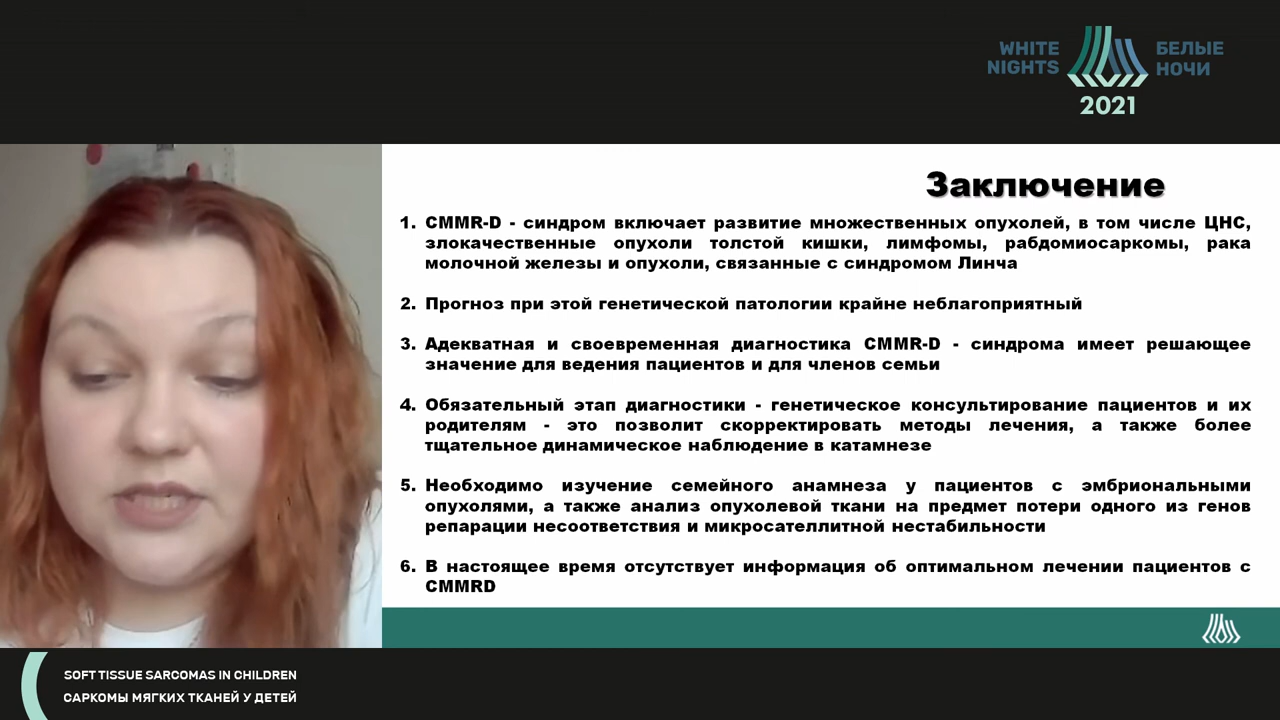 WHITE NIGHTS
БЕЛЫЕ НОЧИ
2021
Заключение
1. CMMR-D - синдром включает развитие множественных опухолей, в том числе ЦНС,
злокачественные опухоли толстой кишки, лимфомы, рабдомиосаркомы, рака
молочной железы и опухоли, связанные с синдромом Линча
2. Прогноз при этой генетической патологии крайне неблагоприятный
3. Адекватная и своевременная диагностика CMMR-D - синдрома имеет решающее
значение для ведения пациентов и для членов семьи
4. Обязательный этап диагностики - генетическое консультирование пациентов и их
родителям - это позволит скорректировать методы лечения, а также более
тщательное динамическое наблюдение в катамнезе
5. Необходимо изучение семейного анамнеза у пациентов с эмбриональными
опухолями, а также анализ опухолевой ткани на предмет потери одного из генов
репарации несоответствия и микросателлитной нестабильности
6. В настоящее время отсутствует информация об оптимальном лечении пациентов с
CMMRD
SOFT TISSUE SARCOMAS IN CHILDREN
САРКОМЫ МЯГКИХ ТКАНЕЙ У ДЕТЕЙ